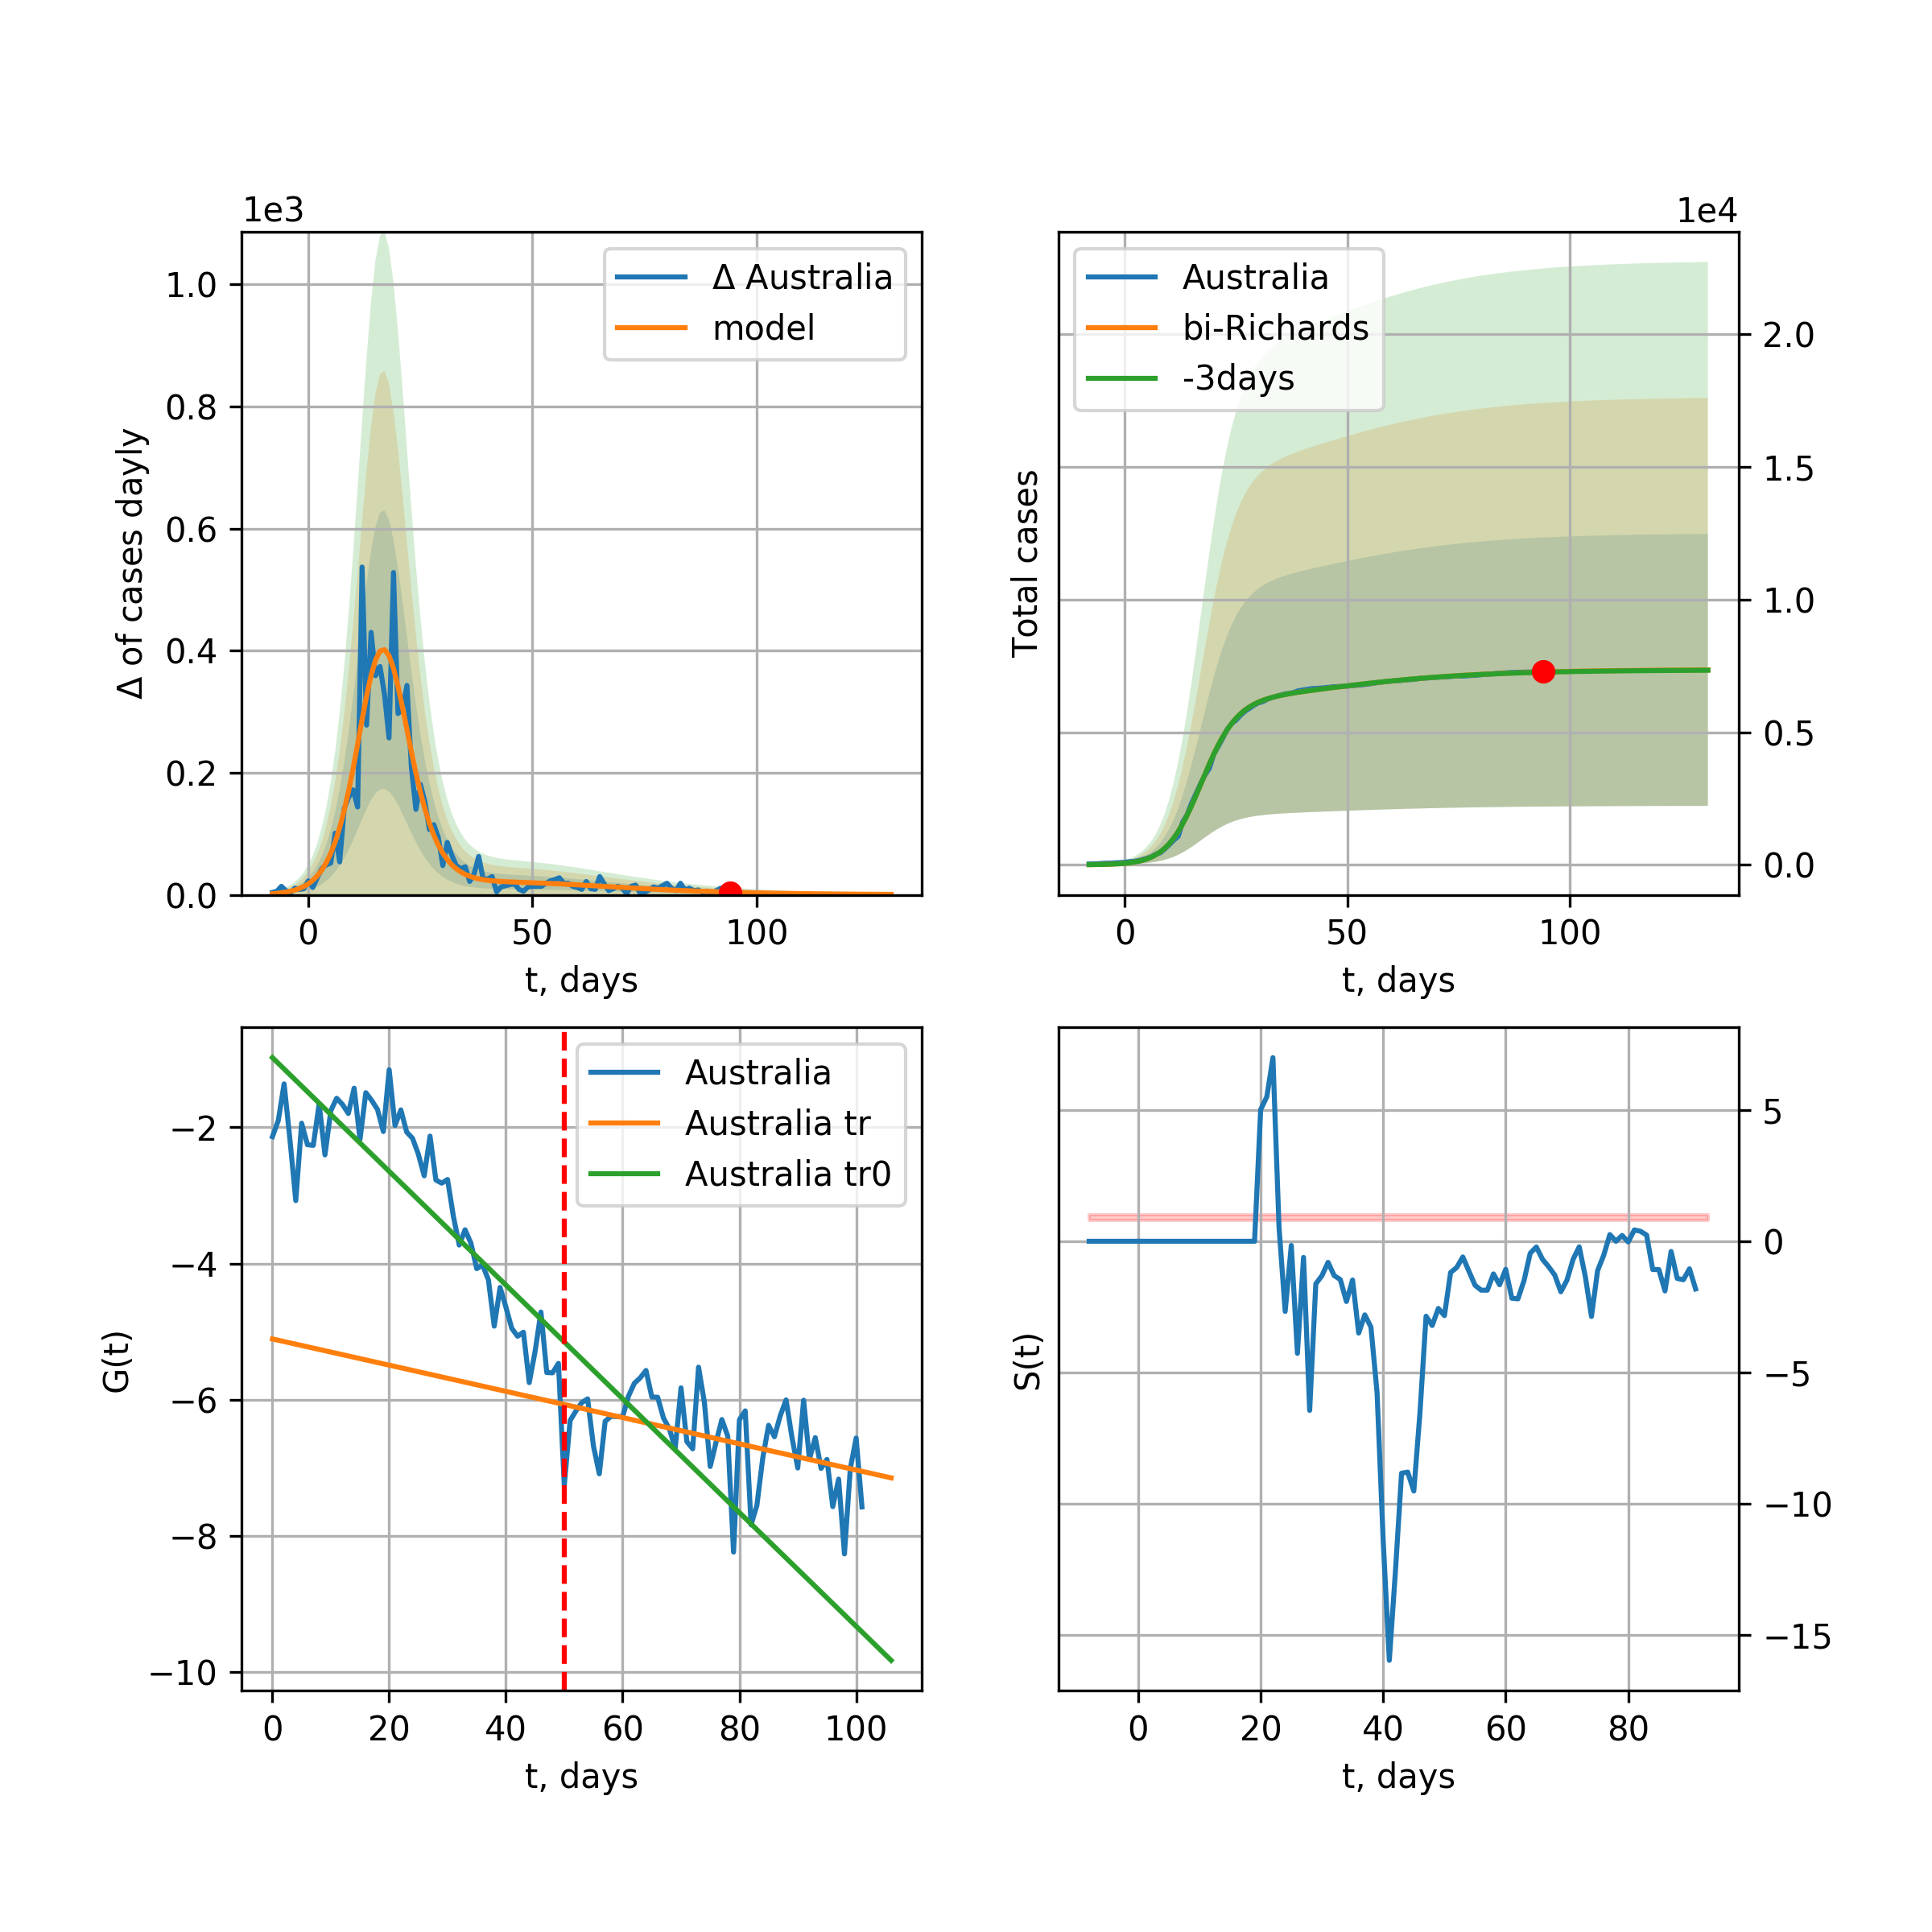 1e3
Δ of cases dayly
1.0
0.8
0.6
0.4
0.2
0.0
Δ Australia
model
0 50 100
t, days
1e4
Total cases
Australia
bi-Richards
-3days
2.0
1.5
1.0
0.5
0.0
0 50 100
t, days
G(t)
−2
−4
−6
−8
−10
Australia
Australia tr
Australia tr0
0 20 40 60 80 100
t, days
S(t)
5
0
−5
−10
−15
0 20 40 60 80
t, days